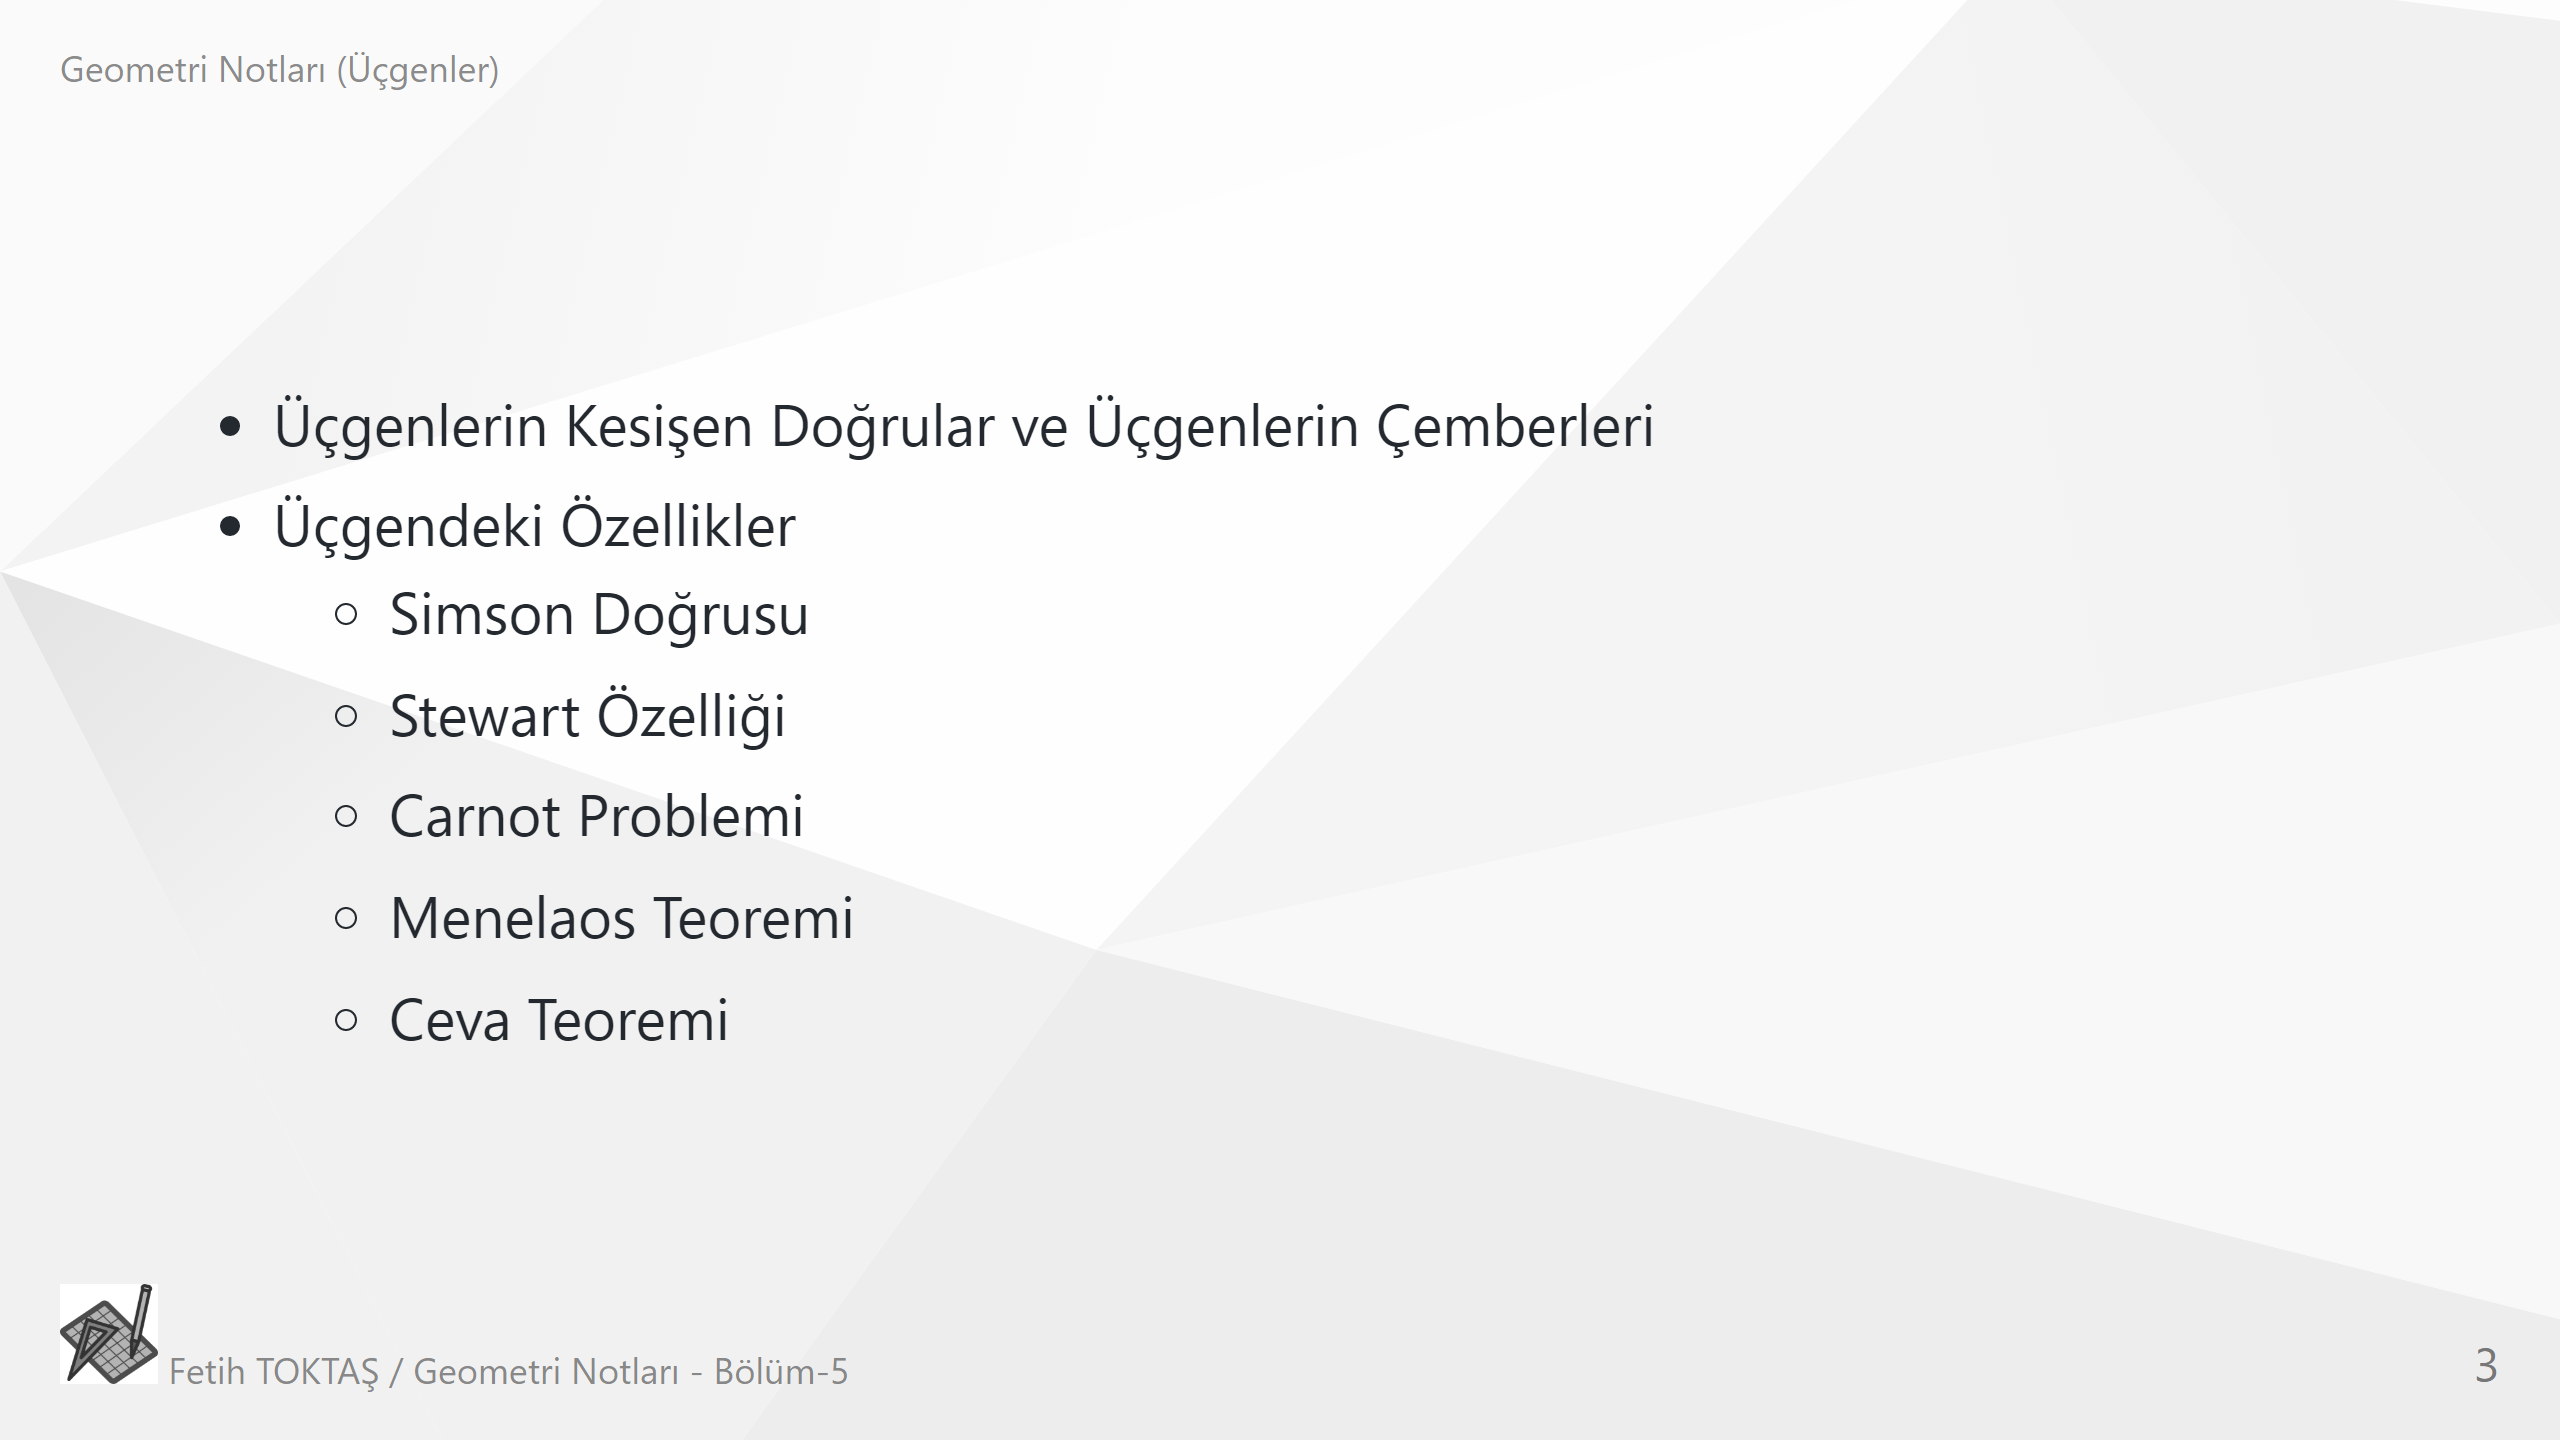 Geometri Notları (Üçgenler)
• Üçgenlerin Kesişen Doğrular ve Üçgenlerin Çemberleri
• Üçgendeki Özellikler
○ Simson Doğrusu
○ Stewart Özelliği
○ Carnot Problemi
○ Menelaos Teoremi
○ Ceva Teoremi
Fetih TOKTAŞ / Geometri Notları - Bölüm-5
3